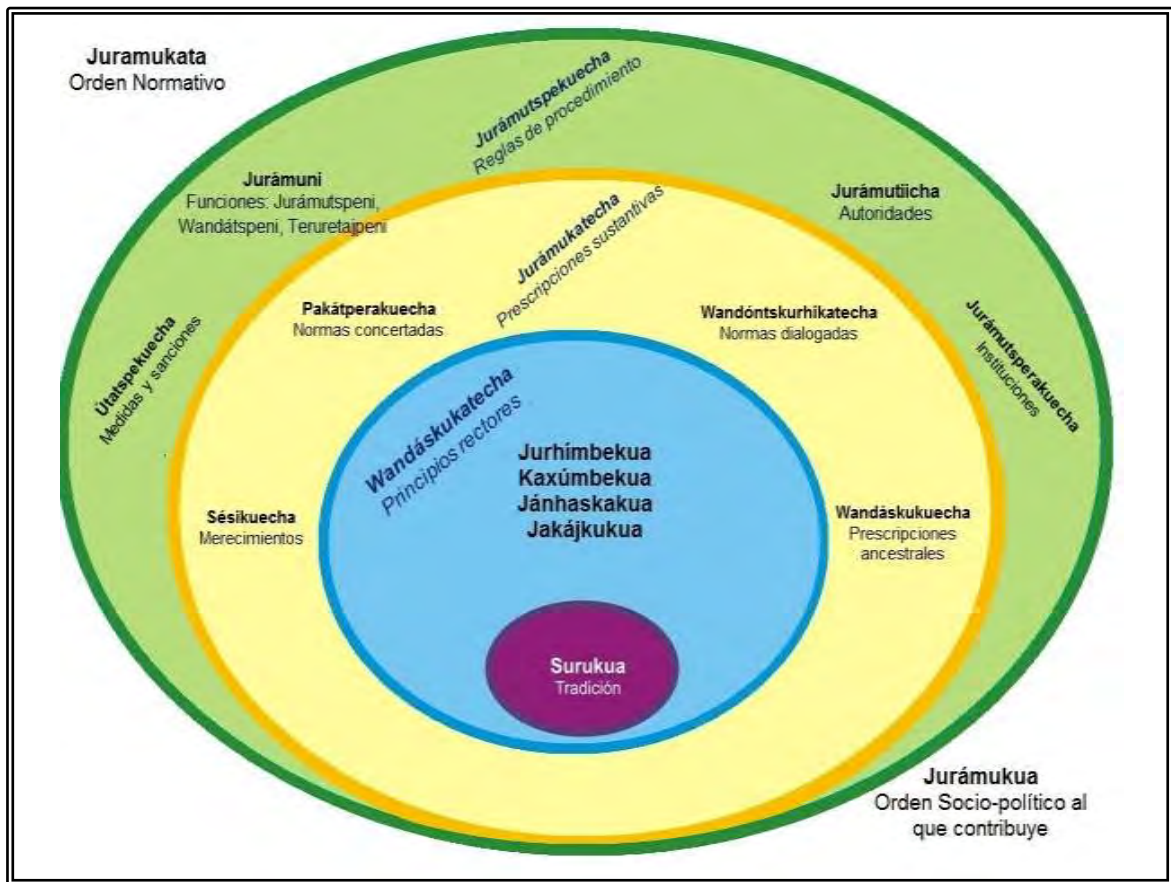 Juramukata
Orden Normativo
Jurámutspekuecha
Reglas de procedimiento
Jurámuni
Funciones: Jurámutspeni,
Wandátspeni, Teruretajpeni
Jurámutiicha
Autoridades
Jurámukatecha
Prescripciones sustantivas
Pakátperakuecha
Normas concertadas
Wandóntskurhikatecha
Normas dialogadas
Útatspekuecha
Medidas y sanciones
Jurámutsperakuecha
Instituciones
Wandáskukatecha
Principios rectores
Jurhímbekua
Kaxúmbekua
Jánhaskakua
Jakájkukua
Sésikuecha
Merecimientos
Wandáskukuecha
Prescripciones
ancestrales
Surukua
Tradición
Jurámukua
Orden Socio-político al
que contribuye